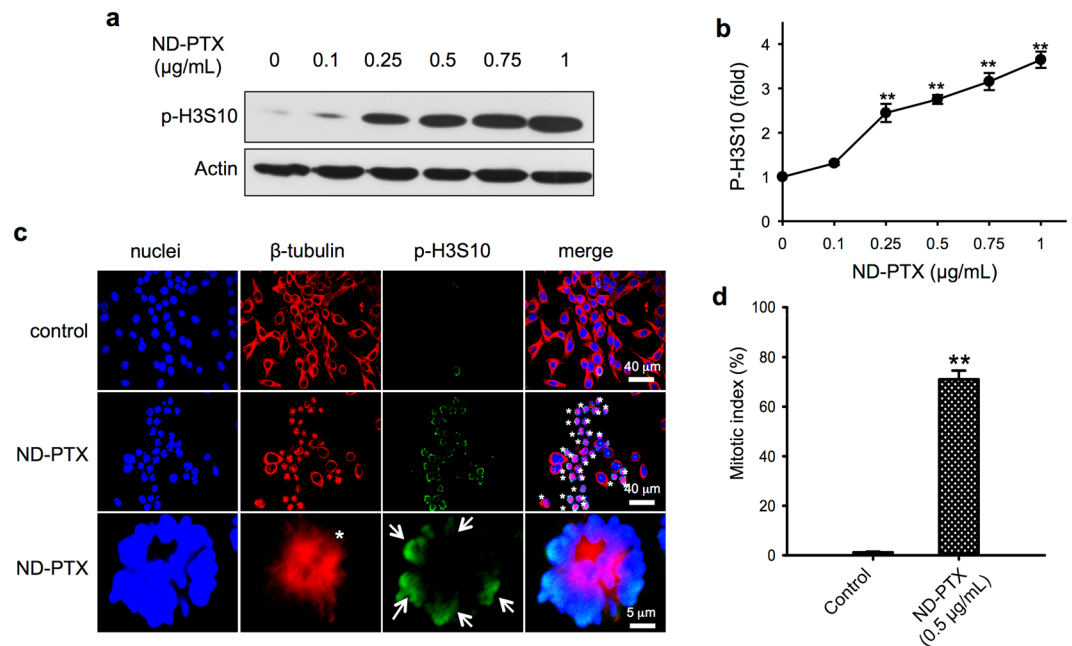 a
ND-PTX
(µg/mL)
0 0.1 0.25 0.5 0.75 1
p-H3S10
Actin
b
P-H3S10 (fold)
4
3
2
1
0
**
**
**
**
0 0.1 0.25 0.5 0.75 1
ND-PTX (µg/mL)
c
nuclei β-tubulin p-H3S10 merge
control
40 µm
ND-PTX
40 µm
ND-PTX
*
5 µm
d
Mitotic index (%)
100
80
60
40
20
0
**
Control
ND-PTX
(0.5 µg/mL)